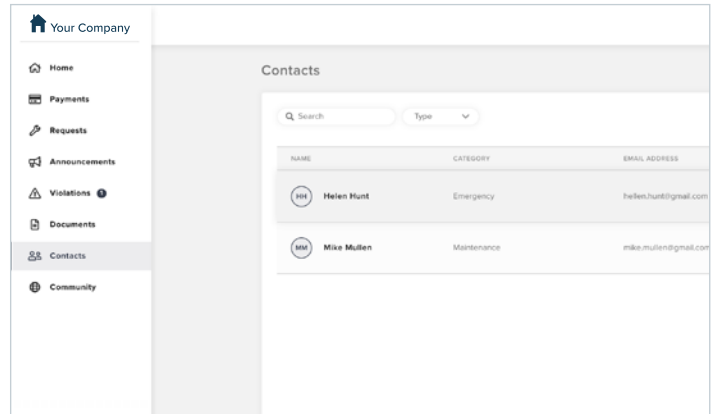 Your Company
Home
Payments
Requests
Announcements
Violations 1
Documents
Contacts
Community
Contacts
Search Type
NAME CATEGORY EMAIL ADDRESS
HH Helen Hunt Emergency hellen.hunt@gmail.com
MM Mike Mullen Maintenance mike.mullen@gmail.com